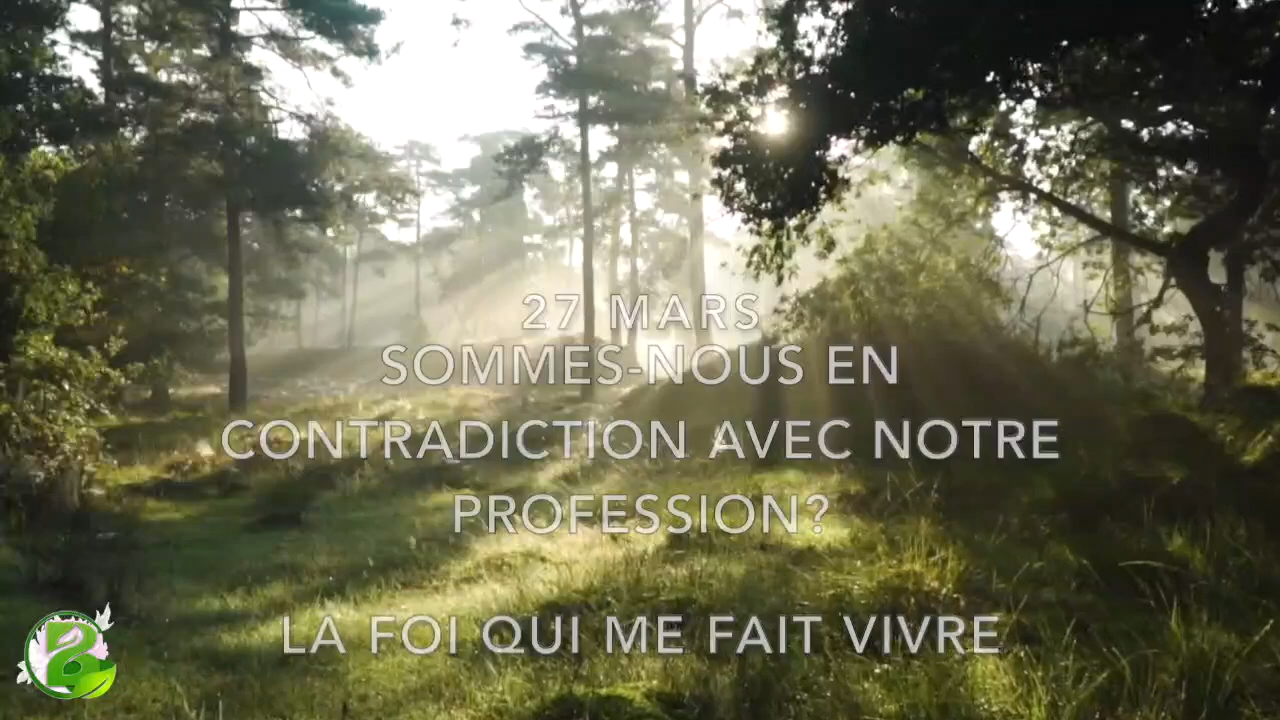 27 MARS
SOMMES-NOUS EN
CONTRADICTION AVEC NOTRE
PROFESSION?
LA FOI QUI ME FAIT VIVRE